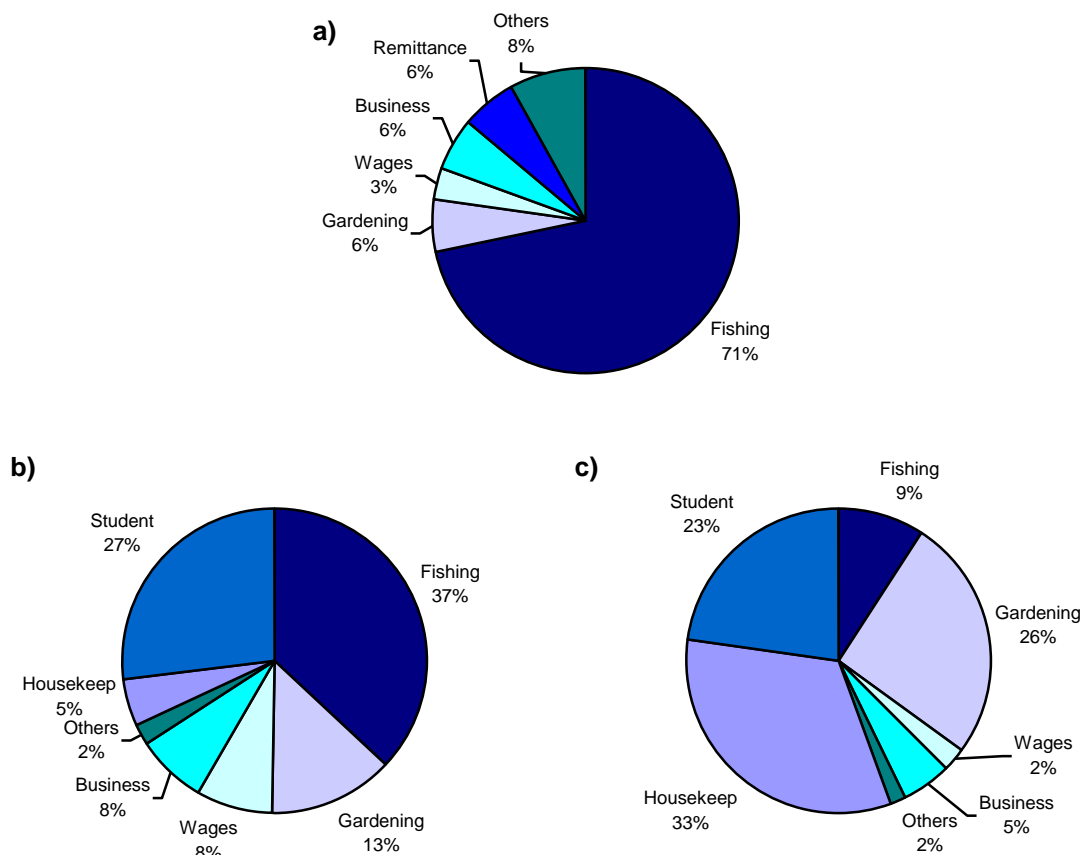 a)
Others
8%
Remittance
6%
Business
6%
Wages
3%
Gardening
6%
Fishing
71%
b)
Student
27%
Fishing
37%
Housekeep
5%
Others
2%
Business
8%
Wages
8%
Gardening
13%
c)
Fishing
9%
Student
23%
Gardening
26%
Wages
2%
Business
5%
Others
2%
Housekeep
33%